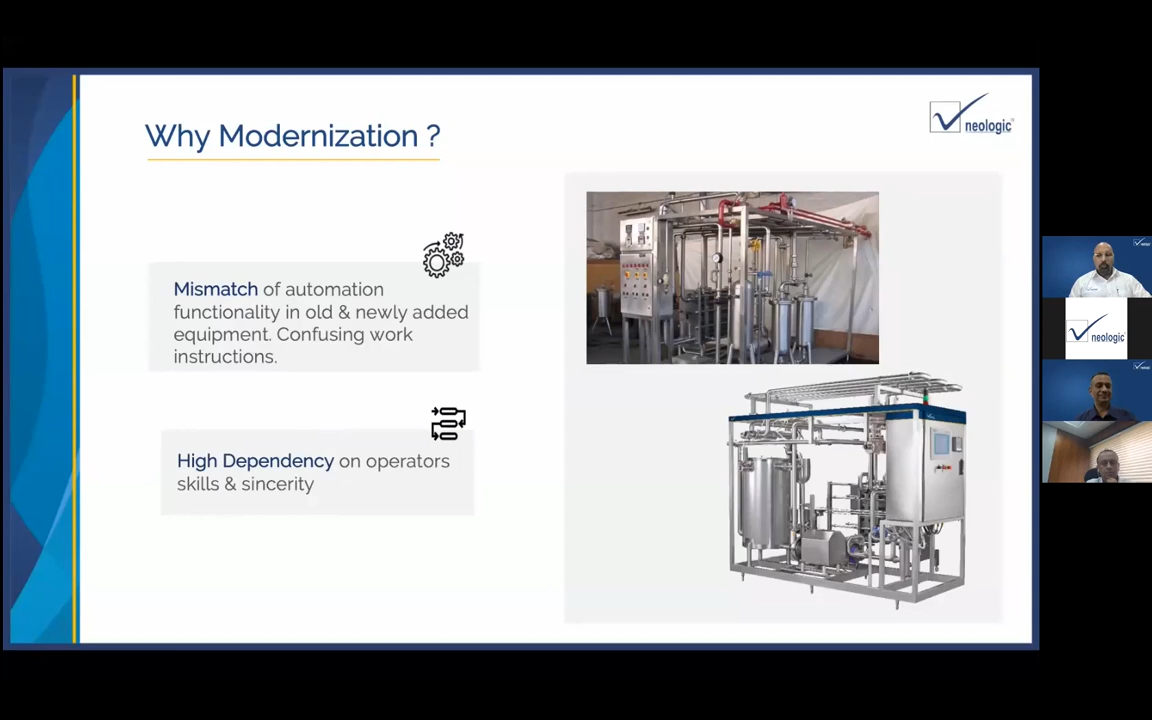 Why Modernization ?
neologic
Mismatch of automation
functionality in old & newly added
equipment. Confusing work
instructions.
High Dependency on operators
skills & sincerity
neologic